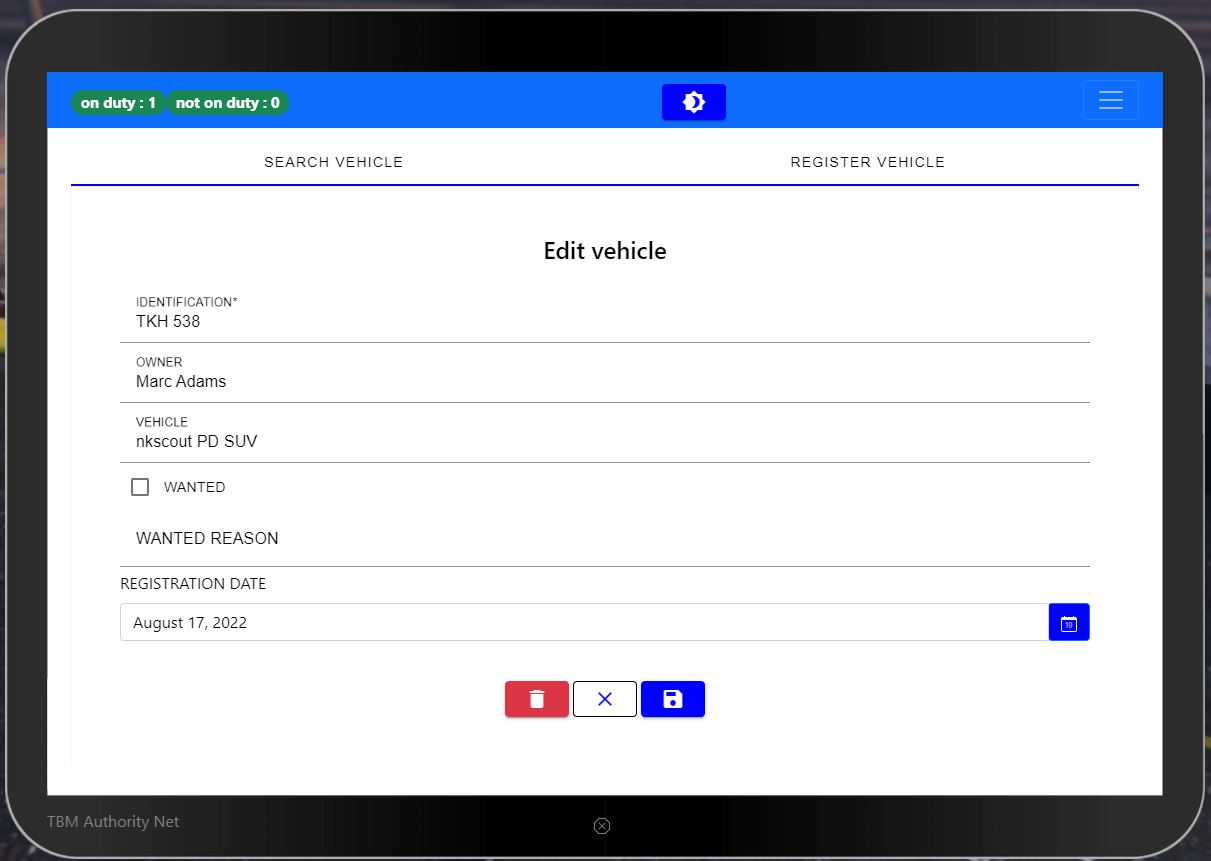 on duty : 1 not on duty : 0
SEARCH VEHICLE REGISTER VEHICLE
Edit vehicle
IDENTIFICATION*
TKH 538
OWNER
Marc Adams
VEHICLE
nkscout PD SUV
WANTED
WANTED REASON
REGISTRATION DATE
August 17, 2022
19
TBM Authority Net